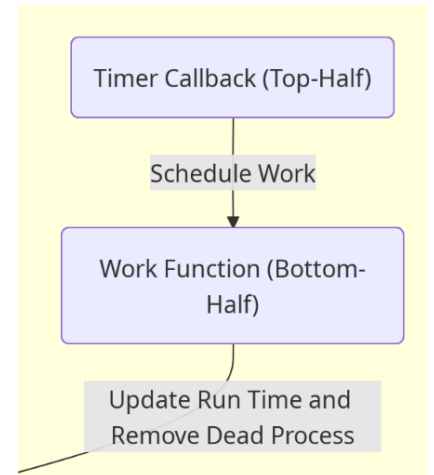 Timer Callback (Top-Half)
Schedule Work
Work Function (Bottom-
Half)
Update Run Time and
Remove Dead Process